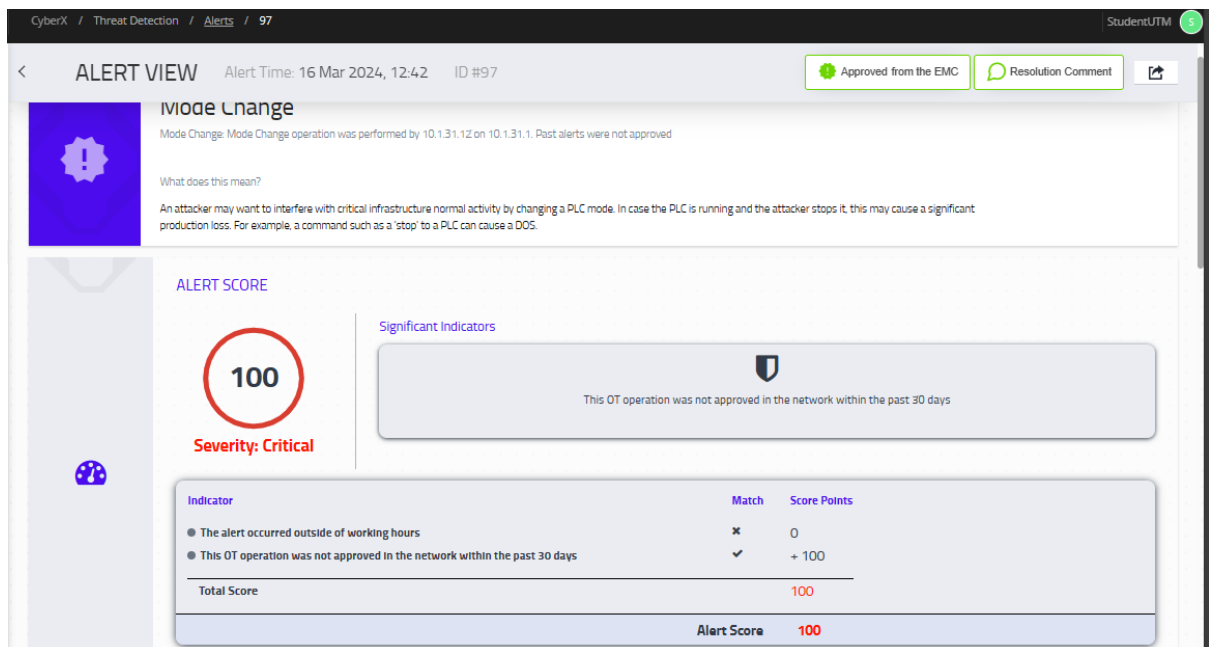 CyberX / Threat Detection / Alerts / 97
StudentUTM S
ALERT VIEW Alert Time: 16 Mar 2024, 12:42 ID #97
Approved from the EMC
Resolution Comment
Mode Change
Mode Change: Mode Change operation was performed by 10.1.31.12 on 10.1.31.1. Past alerts were not approved
What does this mean?
An attacker may want to interfere with critical infrastructure normal activity by changing a PLC mode. In case the PLC is running and the attacker stops it, this may cause a significant
production loss. For example, a command such as a 'stop' to a PLC can cause a DOS.
ALERT SCORE
100
Severity: Critical
Significant Indicators
This OT operation was not approved in the network within the past 30 days
Indicator Match Score Points
The alert occurred outside of working hours ✖ 0
This OT operation was not approved in the network within the past 30 days ✔ + 100
Total Score 100
Alert Score 100